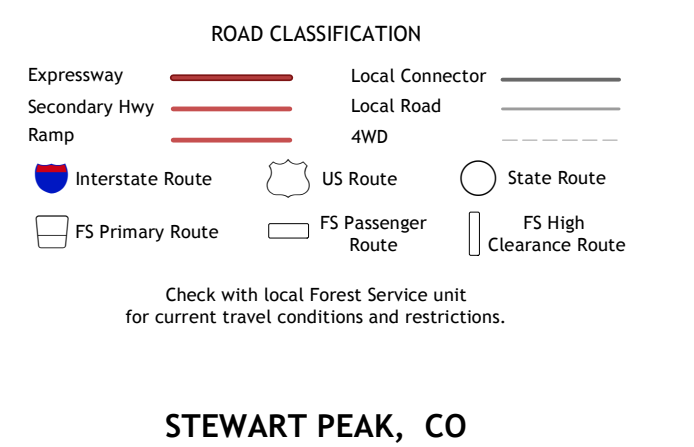 ROAD CLASSIFICATION
Expressway
Local Connector
Secondary Hwy
Local Road
Ramp
4WD
Interstate Route
US Route
State Route
FS Primary Route
FS Passenger
Route
FS High
Clearance Route
Check with local Forest Service unit
for current travel conditions and restrictions.
STEWART PEAK, CO